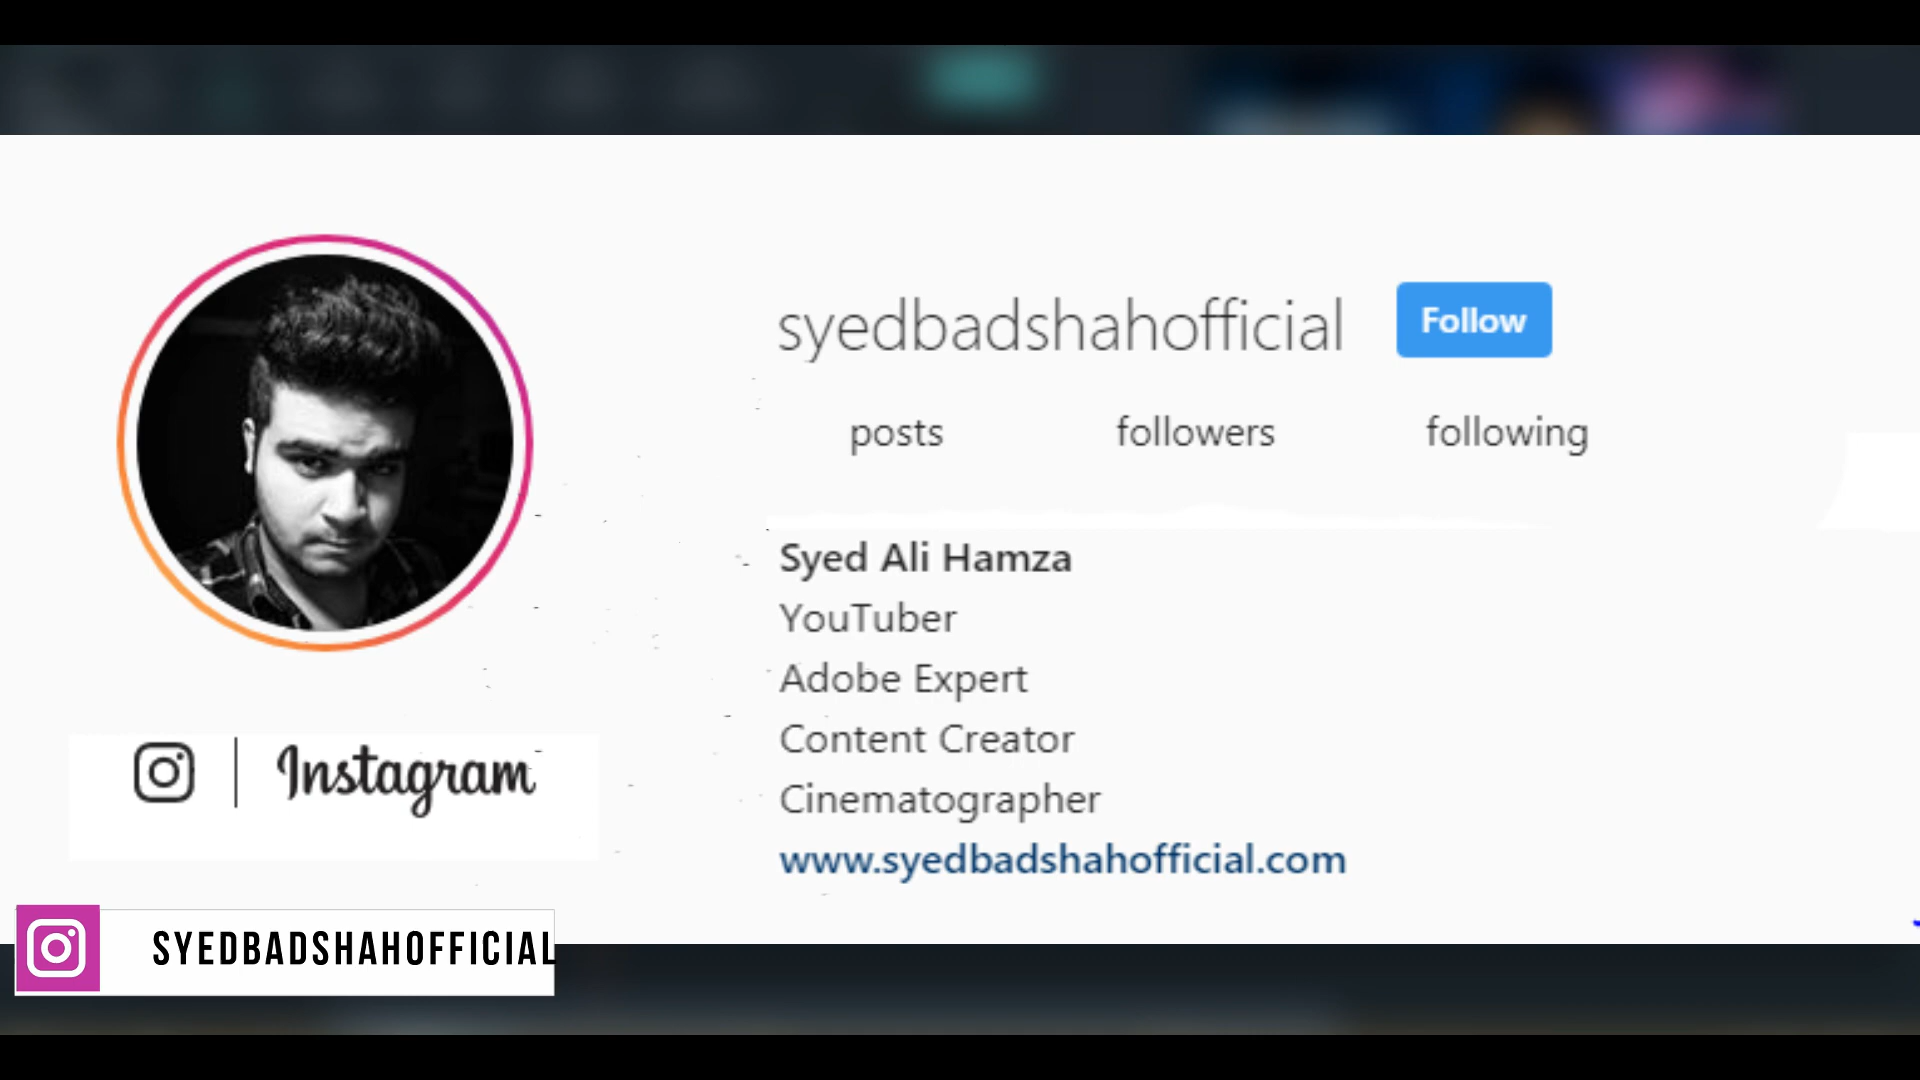 syedbadshahofficial Follow
posts followers following
Syed Ali Hamza
YouTuber
Adobe Expert
Content Creator
Cinematographer
www.syedbadshahofficial.com
Instagram
SYEDBADSHAHOFFICIAL